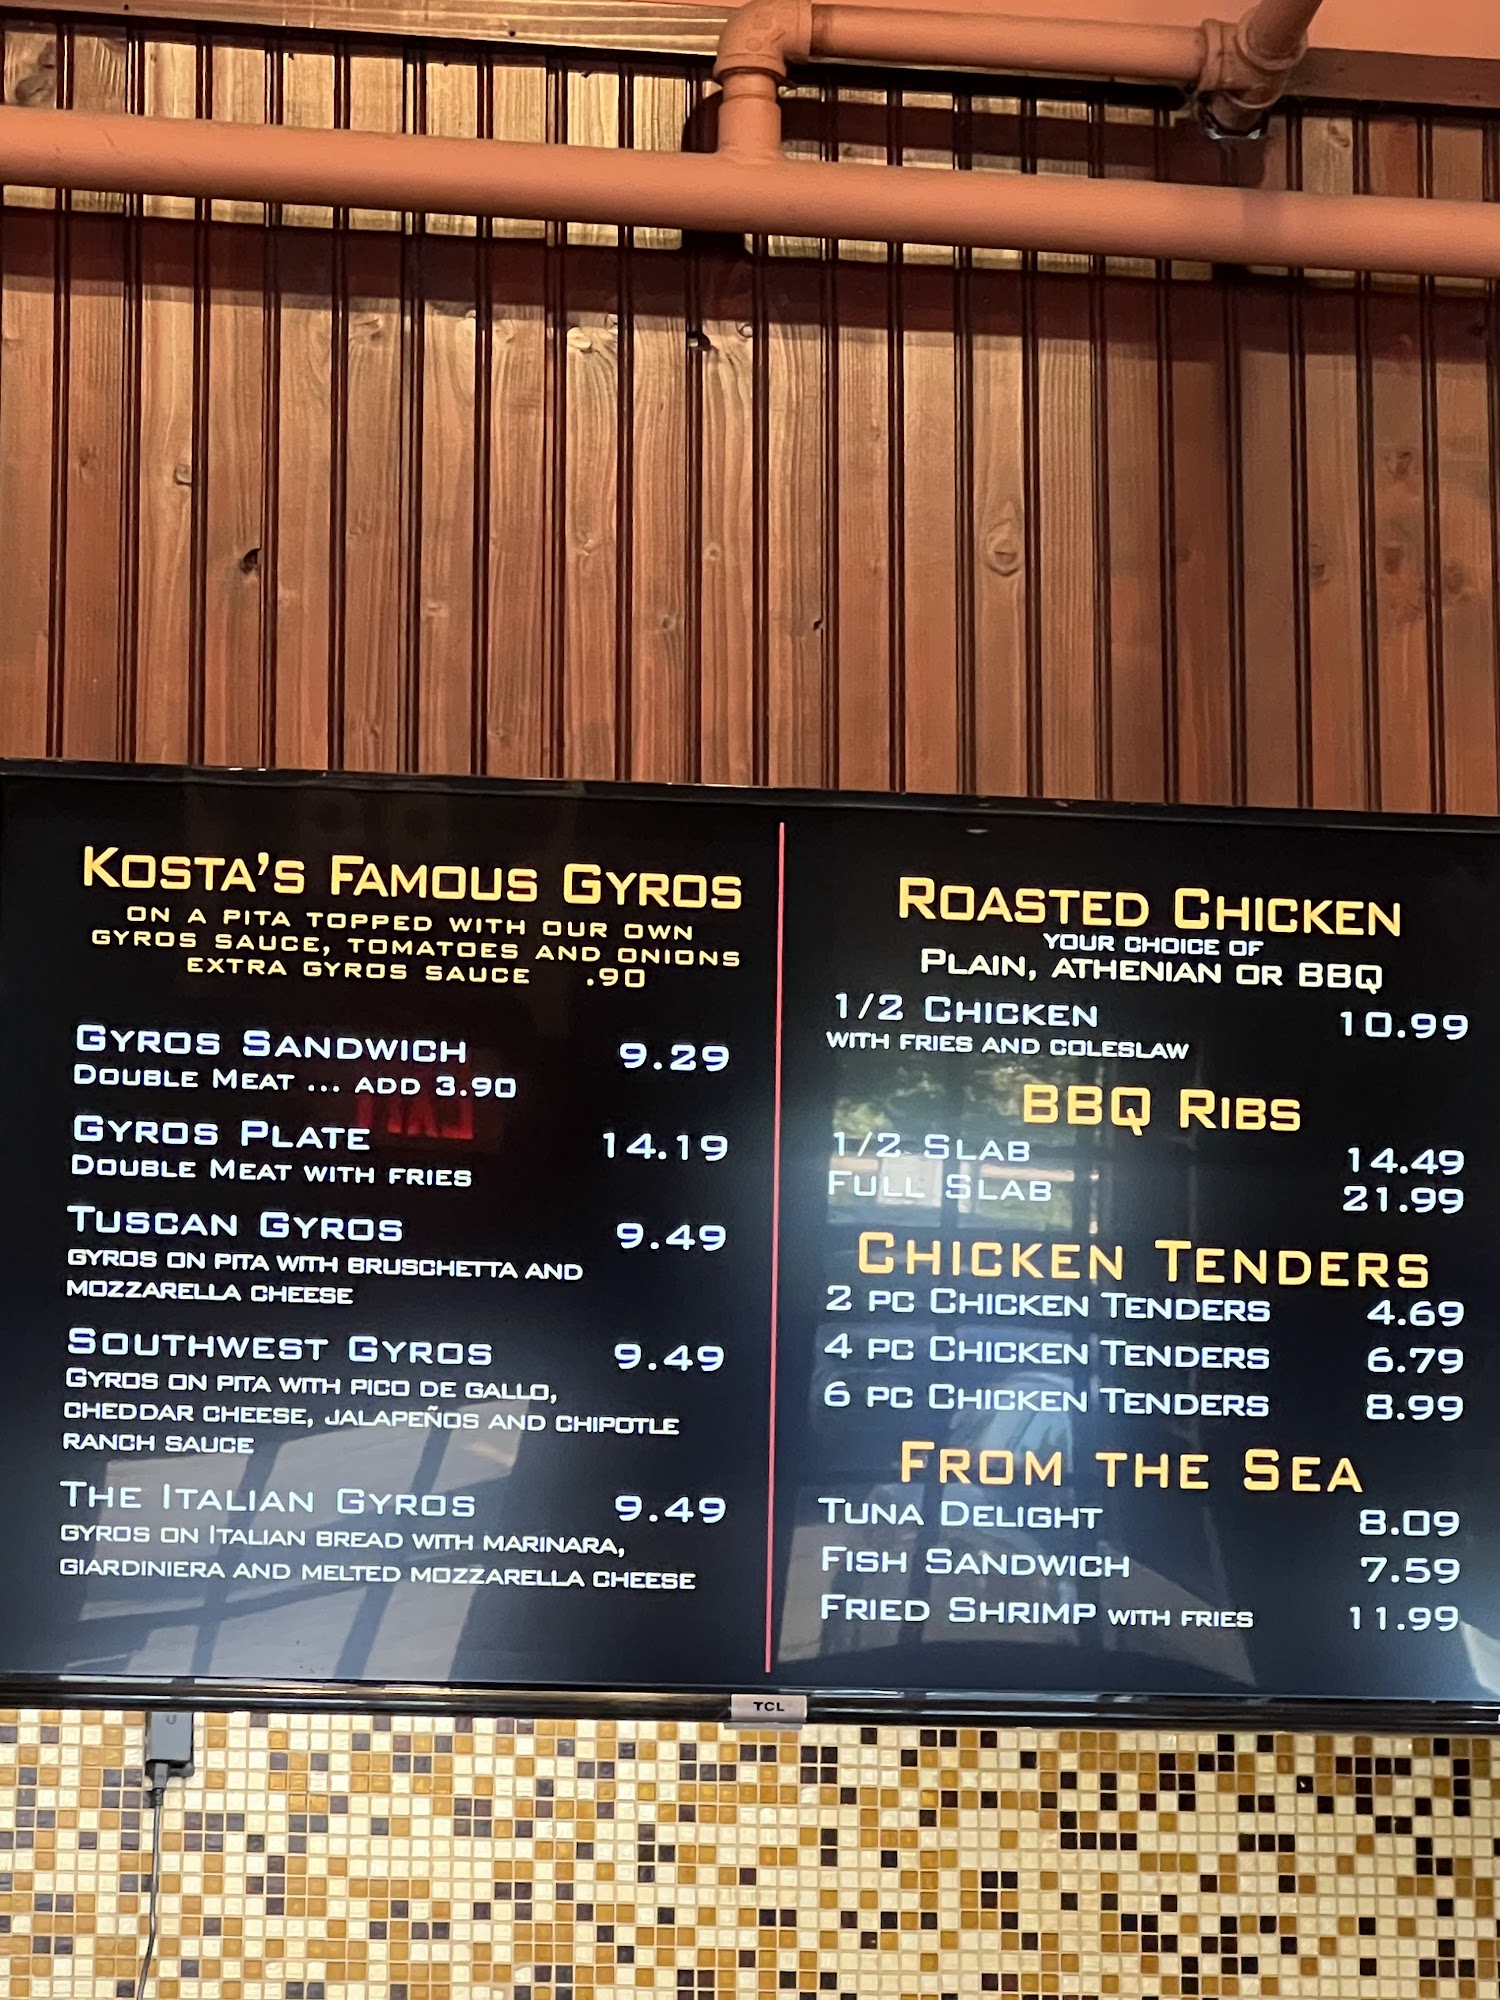 KOSTA'S FAMOUS GYROS
ON A PITA TOPPED WITH OUR OWN
GYROS SAUCE, TOMATOES AND ONIONS
EXTRA GYROS SAUCE .90
GYROS SANDWICH 9.29
DOUBLE MEAT ... ADD 3.90
GYROS PLATE 14.19
DOUBLE MEAT WITH FRIES
TUSCAN GYROS 9.49
GYROS ON PITA WITH BRUSCHETTA AND
MOZZARELLA CHEESE
SOUTHWEST GYROS 9.49
GYROS ON PITA WITH PICO DE GALLO,
CHEDDAR CHEESE, JALAPEÑOS AND CHIPOTLE
RANCH SAUCE
THE ITALIAN GYROS 9.49
GYROS ON ITALIAN BREAD WITH MARINARA,
GIARDINIERA AND MELTED MOZZARELLA CHEESE
ROASTED CHICKEN
YOUR CHOICE OF
PLAIN, ATHENIAN OR BBQ
1/2 CHICKEN 10.99
WITH FRIES AND COLESLAW
BBQ RIBS
1/2 SLAB 14.49
FULL SLAB 21.99
CHICKEN TENDERS
2 PC CHICKEN TENDERS 4.69
4 PC CHICKEN TENDERS 6.79
6 PC CHICKEN TENDERS 8.99
FROM THE SEA
TUNA DELIGHT 8.09
FISH SANDWICH 7.59
FRIED SHRIMP WITH FRIES 11.99
TCL